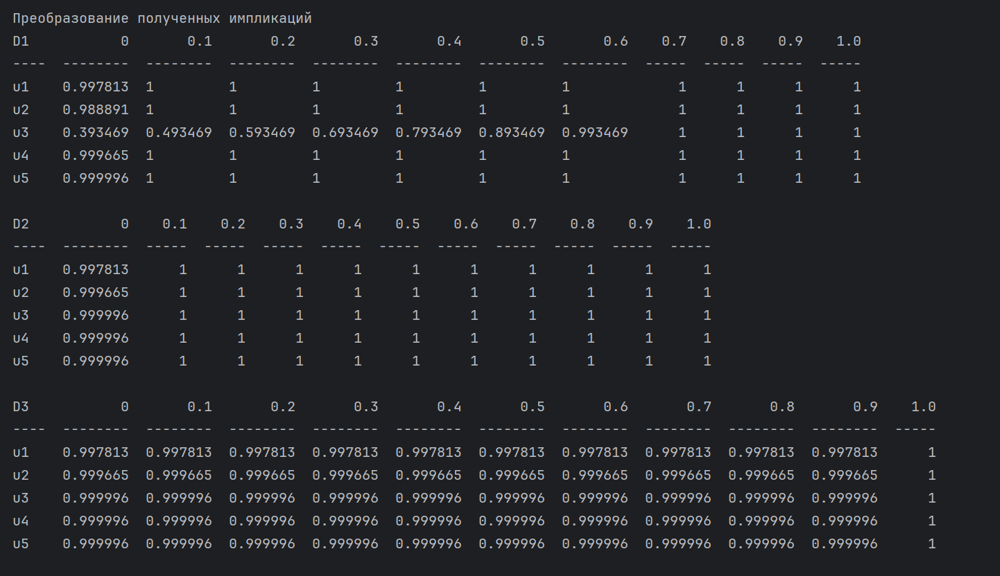 Преобразование полученных импликаций
D1           0       0.1       0.2       0.3       0.4       0.5       0.6    0.7    0.8    0.9    1.0
----  --------  --------  --------  --------  --------  --------  --------  -----  -----  -----  -----
u1    0.997813  1         1         1         1         1         1             1      1      1      1
u2    0.988891  1         1         1         1         1         1             1      1      1      1
u3    0.393469  0.493469  0.593469  0.693469  0.793469  0.893469  0.993469      1      1      1      1
u4    0.999665  1         1         1         1         1         1             1      1      1      1
u5    0.999996  1         1         1         1         1         1             1      1      1      1
D2           0    0.1    0.2    0.3    0.4    0.5    0.6    0.7    0.8    0.9    1.0
----  --------  -----  -----  -----  -----  -----  -----  -----  -----  -----  -----
u1    0.997813      1      1      1      1      1      1      1      1      1      1
u2    0.999665      1      1      1      1      1      1      1      1      1      1
u3    0.999996      1      1      1      1      1      1      1      1      1      1
u4    0.999996      1      1      1      1      1      1      1      1      1      1
u5    0.999996      1      1      1      1      1      1      1      1      1      1
D3           0       0.1       0.2       0.3       0.4       0.5       0.6       0.7       0.8       0.9    1.0
----  --------  --------  --------  --------  --------  --------  --------  --------  --------  --------  -----
u1    0.997813  0.997813  0.997813  0.997813  0.997813  0.997813  0.997813  0.997813  0.997813  0.997813      1
u2    0.999665  0.999665  0.999665  0.999665  0.999665  0.999665  0.999665  0.999665  0.999665  0.999665      1
u3    0.999996  0.999996  0.999996  0.999996  0.999996  0.999996  0.999996  0.999996  0.999996  0.999996      1
u4    0.999996  0.999996  0.999996  0.999996  0.999996  0.999996  0.999996  0.999996  0.999996  0.999996      1
u5    0.999996  0.999996  0.999996  0.999996  0.999996  0.999996  0.999996  0.999996  0.999996  0.999996      1